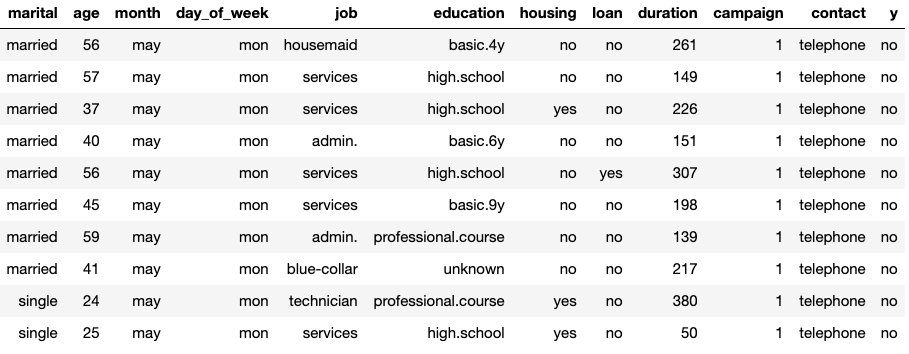 marital age month day_of_week job education housing loan duration campaign contact y
married 56 may mon housemaid basic.4y no no 261 1 telephone no
married 57 may mon services high.school no no 149 1 telephone no
married 37 may mon services high.school yes no 226 1 telephone no
married 40 may mon admin. basic.6y no no 151 1 telephone no
married 56 may mon services high.school no yes 307 1 telephone no
married 45 may mon services basic.9y no no 198 1 telephone no
married 59 may mon admin. professional.course no no 139 1 telephone no
married 41 may mon blue-collar unknown no no 217 1 telephone no
single 24 may mon technician professional.course yes no 380 1 telephone no
single 25 may mon services high.school yes no 50 1 telephone no